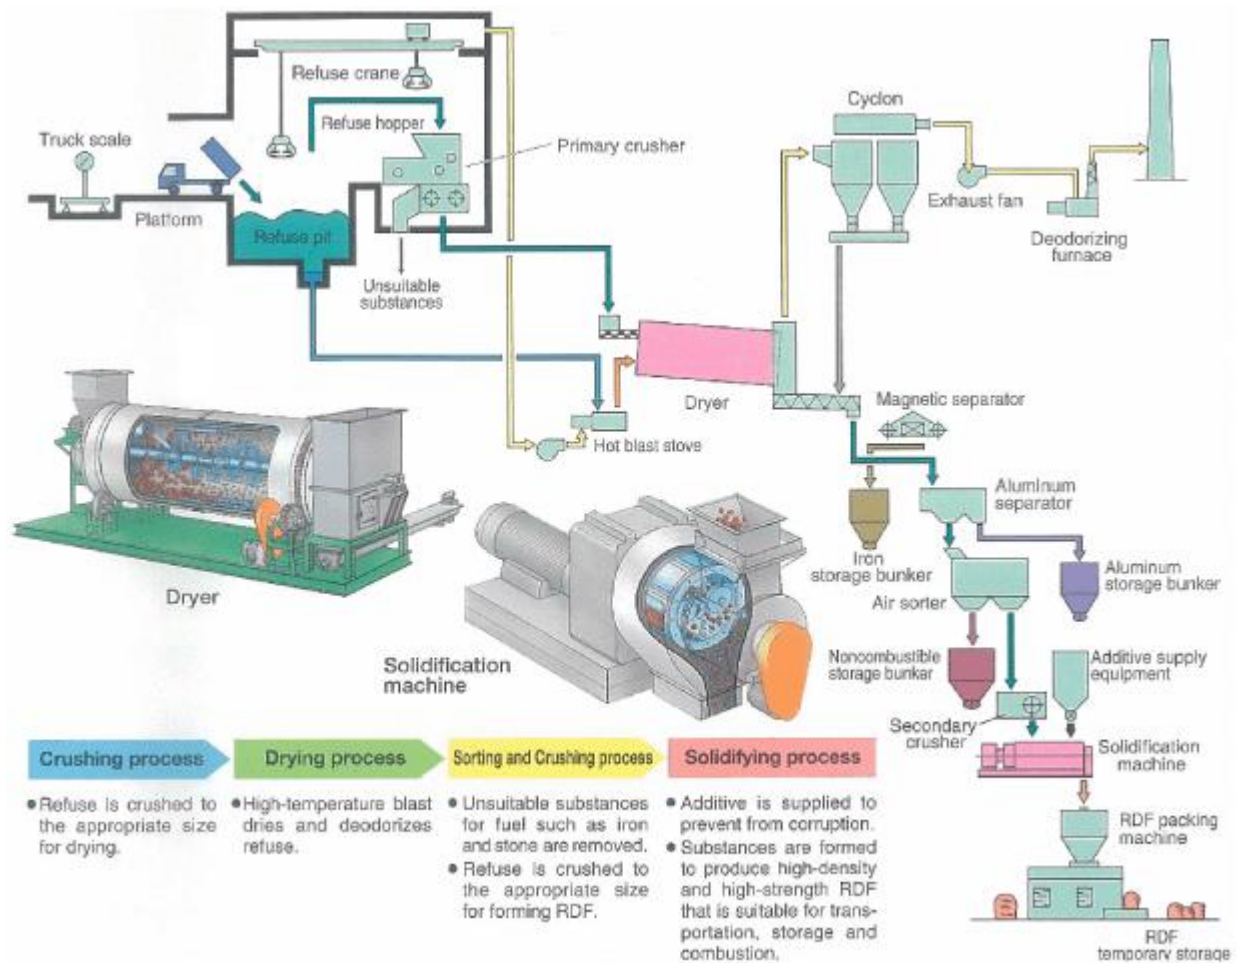 Refuse crane
Truck scale
Refuse hopper
Primary crusher
Platform
Refuse pit
Unsuitable
substances
Cyclon
Exhaust fan
Deodorizing
furnace
Dryer
Hot blast stove
Magnetic separator
Iron
storage bunker
Aluminum
separator
Aluminum
storage bunker
Air sorter
Noncombustible
storage bunker
Additive supply
equipment
Secondary
crusher
Solidification
machine
RDF packing
machine
RDF
temporary storage
Dryer
Solidification
machine
Crushing process
• Refuse is crushed to
the appropriate size
for drying.
Drying process
• High-temperature blast
dries and deodorizes
refuse.
Sorting and Crushing process
• Unsuitable substances
for fuel such as iron
and stone are removed.
• Refuse is crushed to
the appropriate size
for forming RDF.
Solidifying process
• Additive is supplied to
prevent from corruption.
• Substances are formed
to produce high-density
and high-strength RDF
that is suitable for trans-
portation, storage and
combustion.